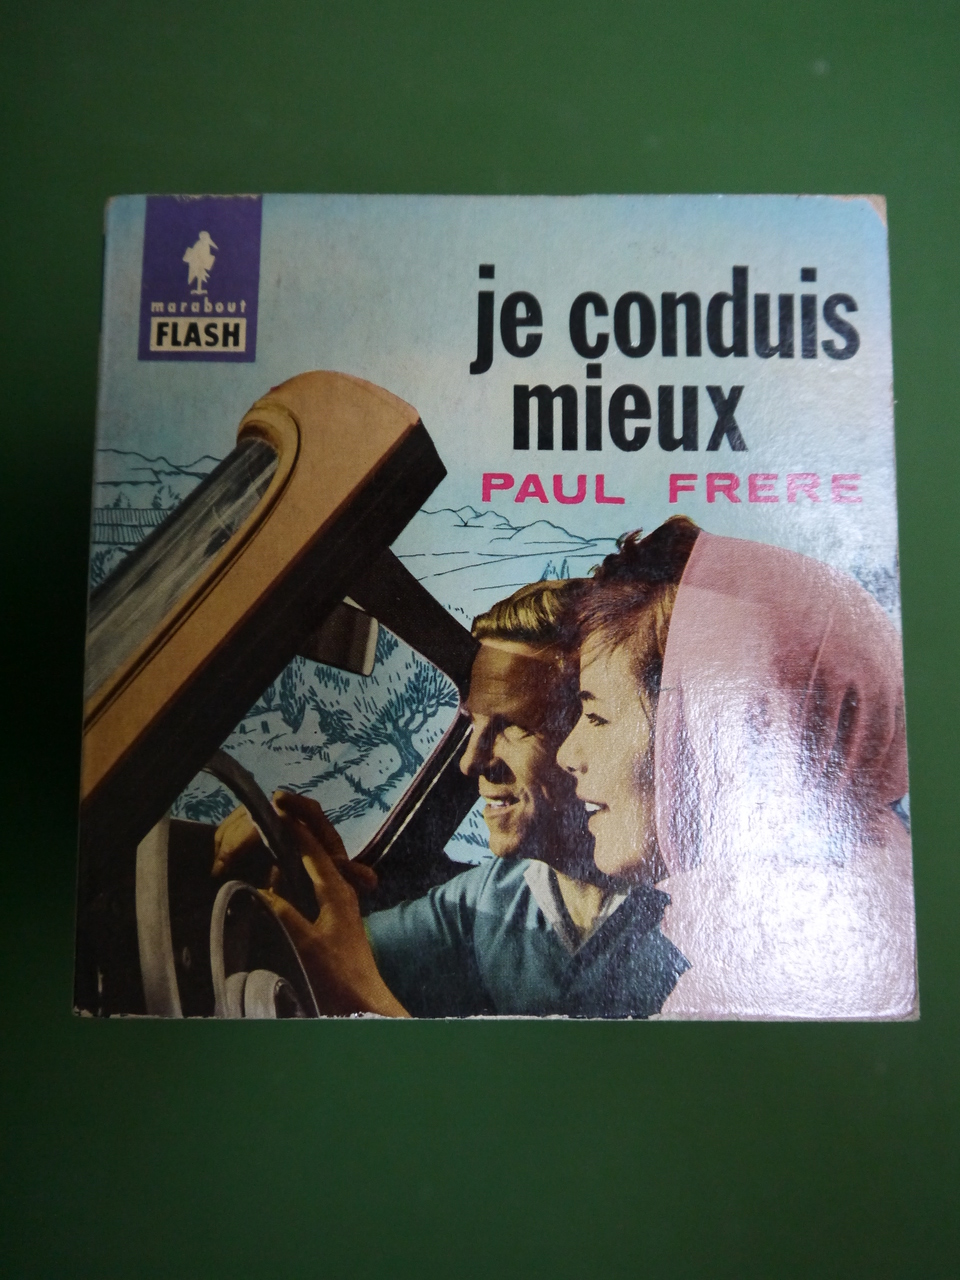 marabout
FLASH
je conduis
mieux
PAUL FRERE